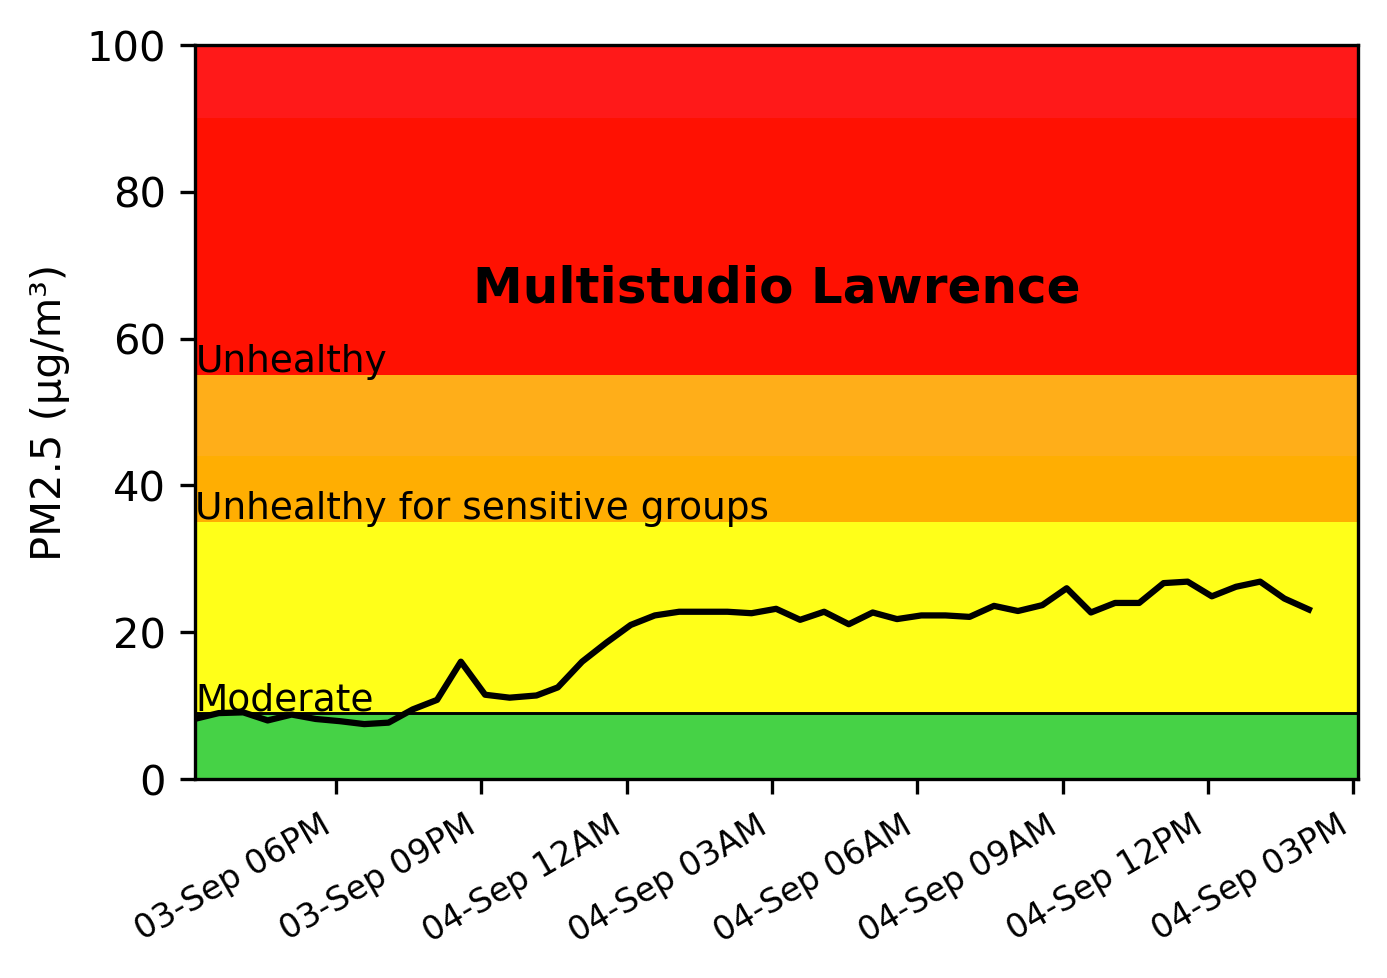 100
80
60
40
20
0
PM2.5 (µg/m³)
Multistudio Lawrence
Unhealthy
Unhealthy for sensitive groups
Moderate
03-Sep 06PM
03-Sep 09PM
04-Sep 12AM
04-Sep 03AM
04-Sep 06AM
04-Sep 09AM
04-Sep 12PM
04-Sep 03PM